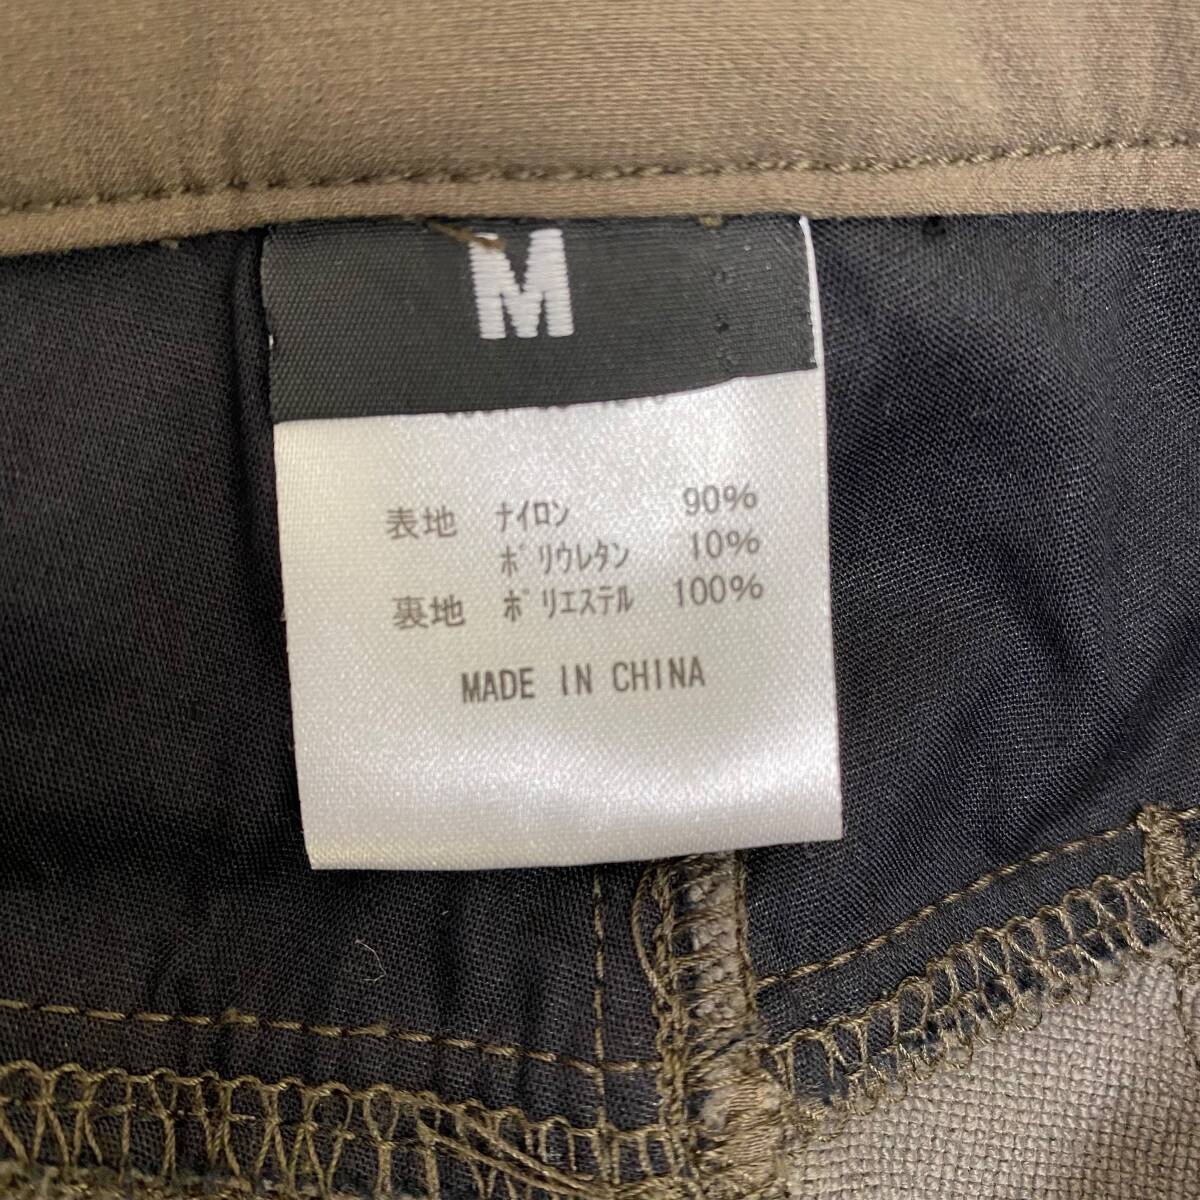 M
表地 ナイロン 90%
ポリウレタン 10%
裏地 ポリエステル 100%
MADE IN CHINA